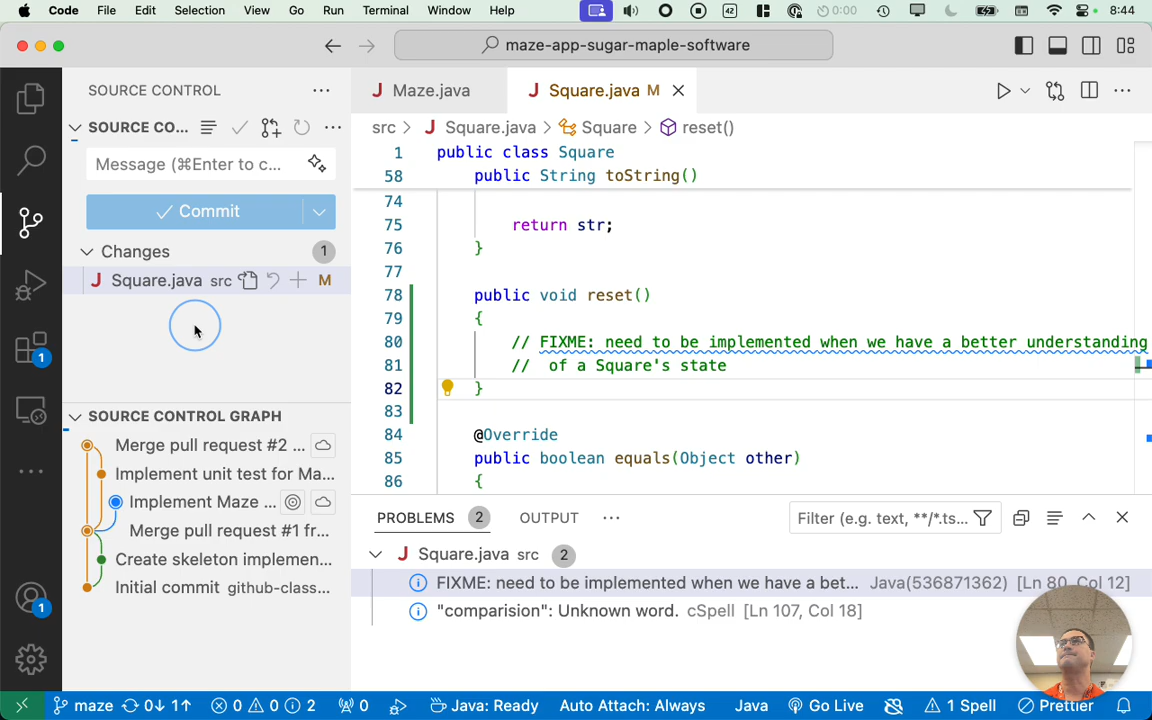 Code File Edit Selection View Go Run Terminal Window Help 42 0:00 8:44
maze-app-sugar-maple-software
SOURCE CONTROL
Maze.java
Square.java M
SOURCE CO...
src > Square.java > Square > reset()
Message (⌘Enter to c...
Commit
Changes 1
Square.java src M
1 public class Square
58 public String toString()
74
75 return str;
76 }
77
78 public void reset()
79 {
80 // FIXME: need to be implemented when we have a better understanding
81 // of a Square's state
82 }
83
84 @Override
85 public boolean equals(Object other)
86 {
1
1
SOURCE CONTROL GRAPH
Merge pull request #2 ...
Implement unit test for Ma...
Implement Maze ...
Merge pull request #1 fr...
Create skeleton implemen...
Initial commit github-class...
PROBLEMS 2 OUTPUT
Filter (e.g. text, **/*.ts...
Square.java src 2
FIXME: need to be implemented when we have a bet... Java(536871362) [Ln 80, Col 12]
"comparision": Unknown word. cSpell [Ln 107, Col 18]
maze 0↓ 1↑ 0 0 2 0 Java: Ready Auto Attach: Always Java Go Live 1 Spell Prettier